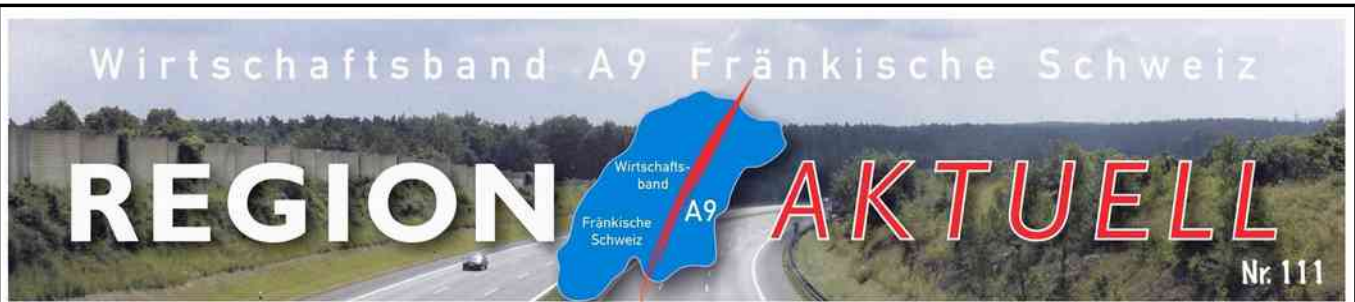 Wirtschaftsband A9 Fränkische Schweiz
REGION AKTUELL
Wirtschafts-
band
A9
Fränkische
Schweiz
Nr. 111